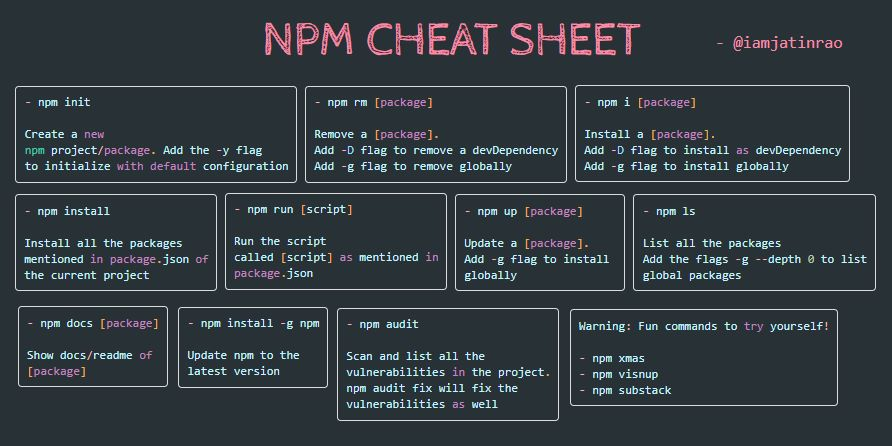 NPM CHEAT SHEET
- @iamjatinrao
- npm init
Create a new
npm project/package. Add the -y flag
to initialize with default configuration
- npm rm [package]
Remove a [package].
Add -D flag to remove a devDependency
Add -g flag to remove globally
- npm i [package]
Install a [package].
Add -D flag to install as devDependency
Add -g flag to install globally
- npm install
Install all the packages
mentioned in package.json of
the current project
- npm run [script]
Run the script
called [script] as mentioned in
package.json
- npm up [package]
Update a [package].
Add -g flag to install
globally
- npm ls
List all the packages
Add the flags -g --depth 0 to list
global packages
- npm docs [package]
Show docs/readme of
[package]
- npm install -g npm
Update npm to the
latest version
- npm audit
Scan and list all the
vulnerabilities in the project.
npm audit fix will fix the
vulnerabilities as well
Warning: Fun commands to try yourself!
- npm xmas
- npm visnup
- npm substack